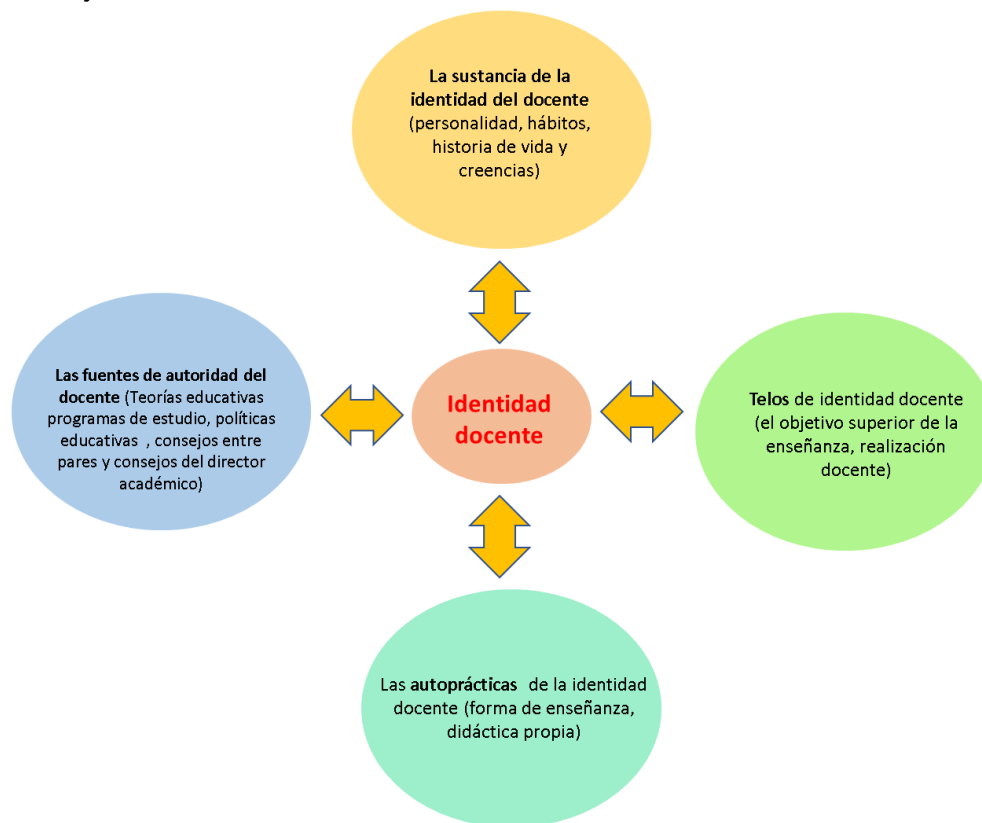 La sustancia de la
identidad del docente
(personalidad, hábitos,
historia de vida y
creencias)
Las fuentes de autoridad del
docente (Teorías educativas
programas de estudio, políticas
educativas , consejos entre
pares y consejos del director
académico)
Identidad
docente
Telos de identidad docente
(el objetivo superior de la
enseñanza, realización
docente)
Las autoprácticas de la identidad
docente (forma de enseñanza,
didáctica propia)